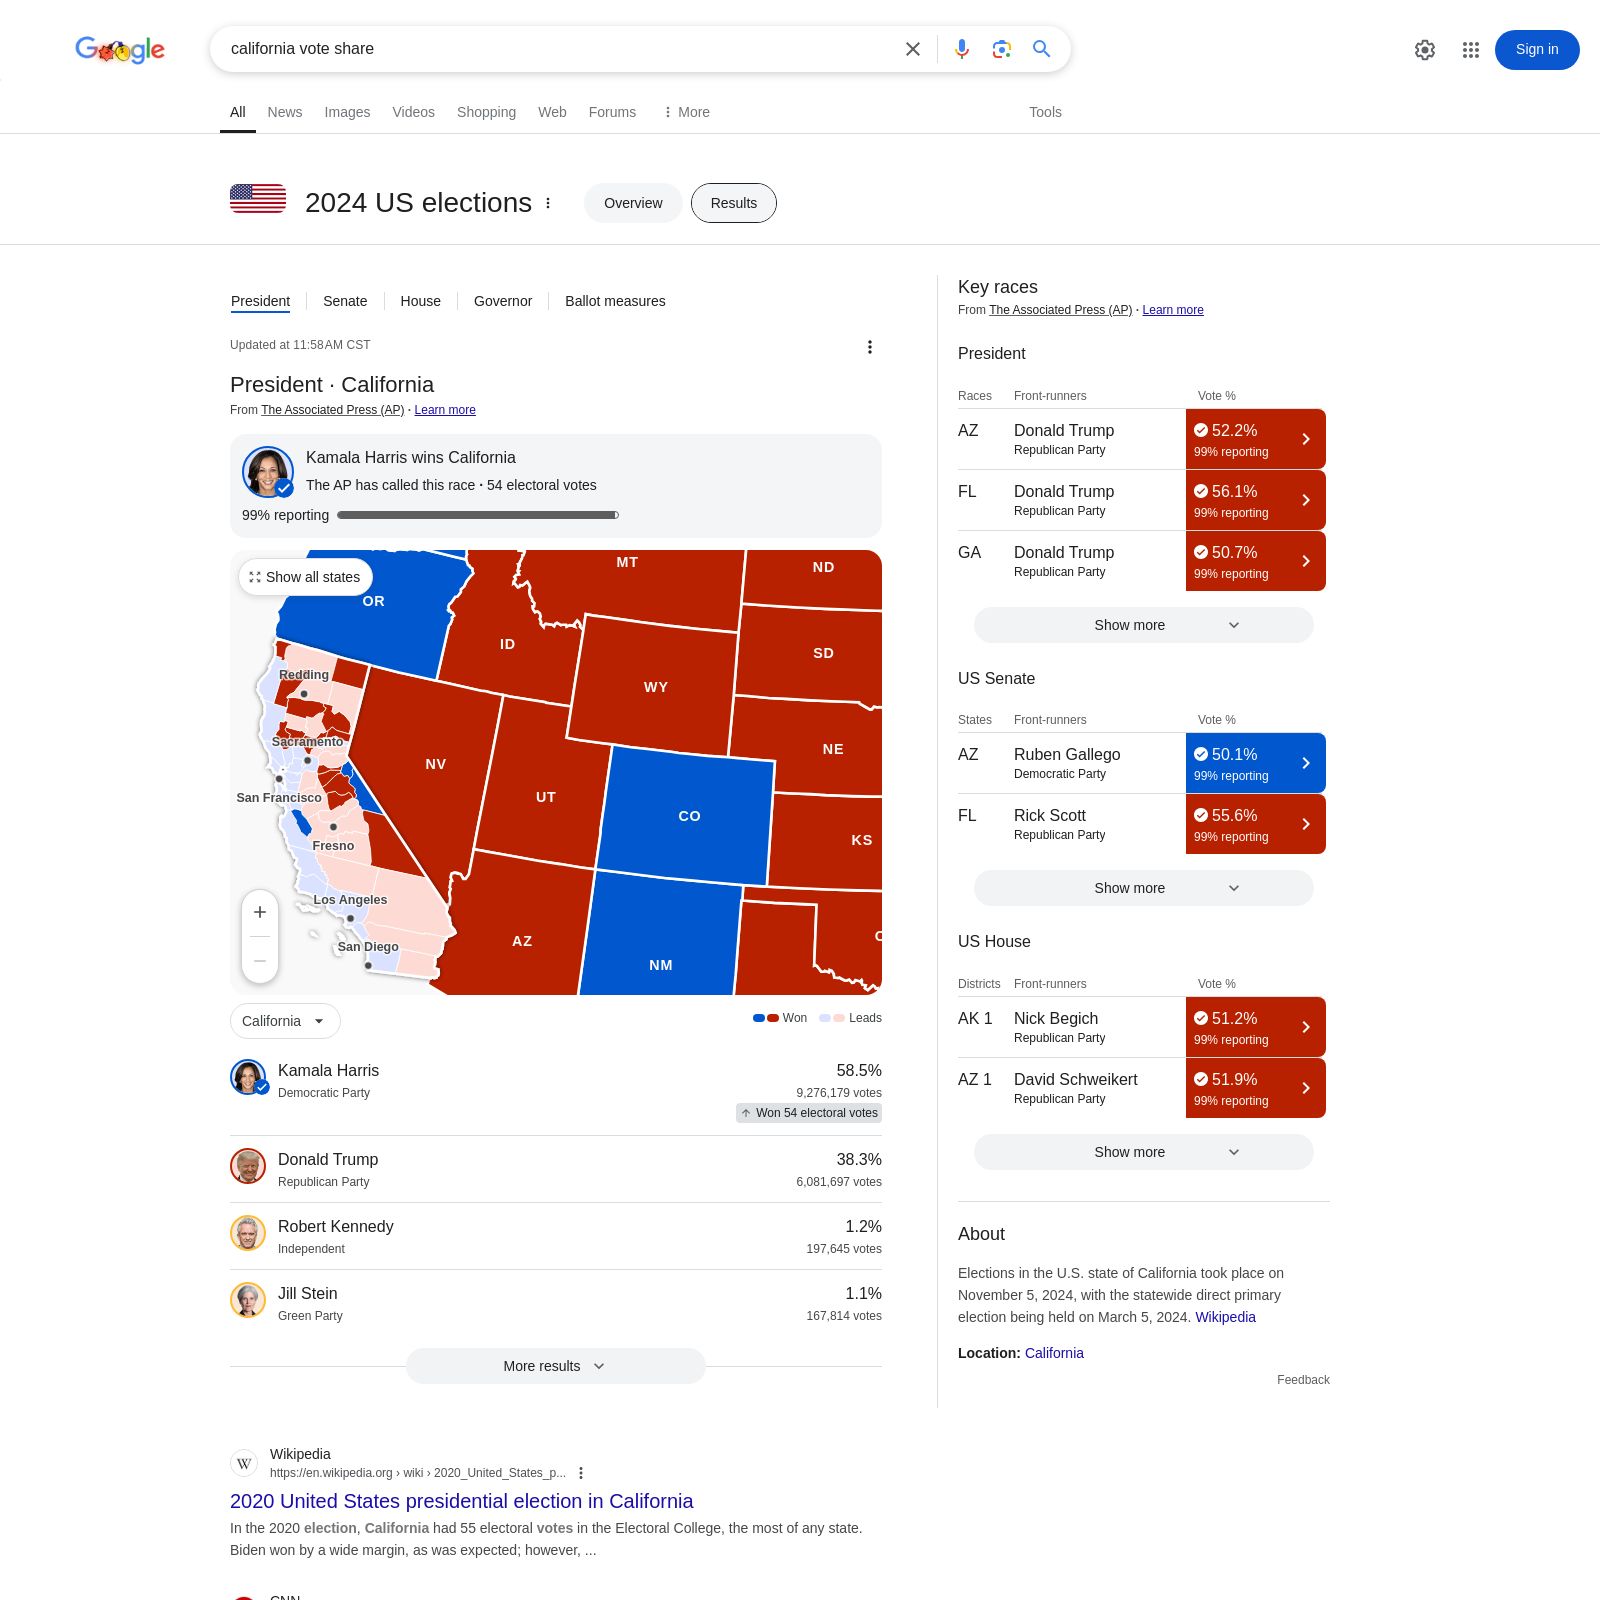 Google
california vote share
Sign in
All News Images Videos Shopping Web Forums More Tools
2024 US elections
Overview Results
President Senate House Governor Ballot measures
Updated at 11:58 AM CST
President · California
From The Associated Press (AP) · Learn more
Kamala Harris wins California
The AP has called this race · 54 electoral votes
99% reporting
Show all states
MT
ND
OR
ID
SD
Redding
WY
Sacramento
NE
NV
San Francisco
UT
CO
KS
Fresno
Los Angeles
AZ
San Diego
NM
California
Won Leads
Kamala Harris 58.5%
Democratic Party 9,276,179 votes
Won 54 electoral votes
Donald Trump 38.3%
Republican Party 6,081,697 votes
Robert Kennedy 1.2%
Independent 197,645 votes
Jill Stein 1.1%
Green Party 167,814 votes
More results
Key races
From The Associated Press (AP) · Learn more
President
Races Front-runners Vote %
AZ Donald Trump 52.2%
Republican Party 99% reporting
FL Donald Trump 56.1%
Republican Party 99% reporting
GA Donald Trump 50.7%
Republican Party 99% reporting
Show more
US Senate
States Front-runners Vote %
AZ Ruben Gallego 50.1%
Democratic Party 99% reporting
FL Rick Scott 55.6%
Republican Party 99% reporting
Show more
US House
Districts Front-runners Vote %
AK 1 Nick Begich 51.2%
Republican Party 99% reporting
AZ 1 David Schweikert 51.9%
Republican Party 99% reporting
Show more
About
Elections in the U.S. state of California took place on
November 5, 2024, with the statewide direct primary
election being held on March 5, 2024. Wikipedia
Location: California
Feedback
W
Wikipedia
https://en.wikipedia.org › wiki › 2020_United_States_p...
2020 United States presidential election in California
In the 2020 election, California had 55 electoral votes in the Electoral College, the most of any state.
Biden won by a wide margin, as was expected; however, ...